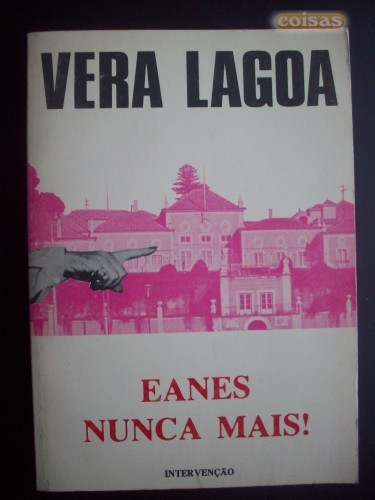 coisas
VERA LAGOA
EANES
NUNCA MAIS!
INTERVENÇÃO